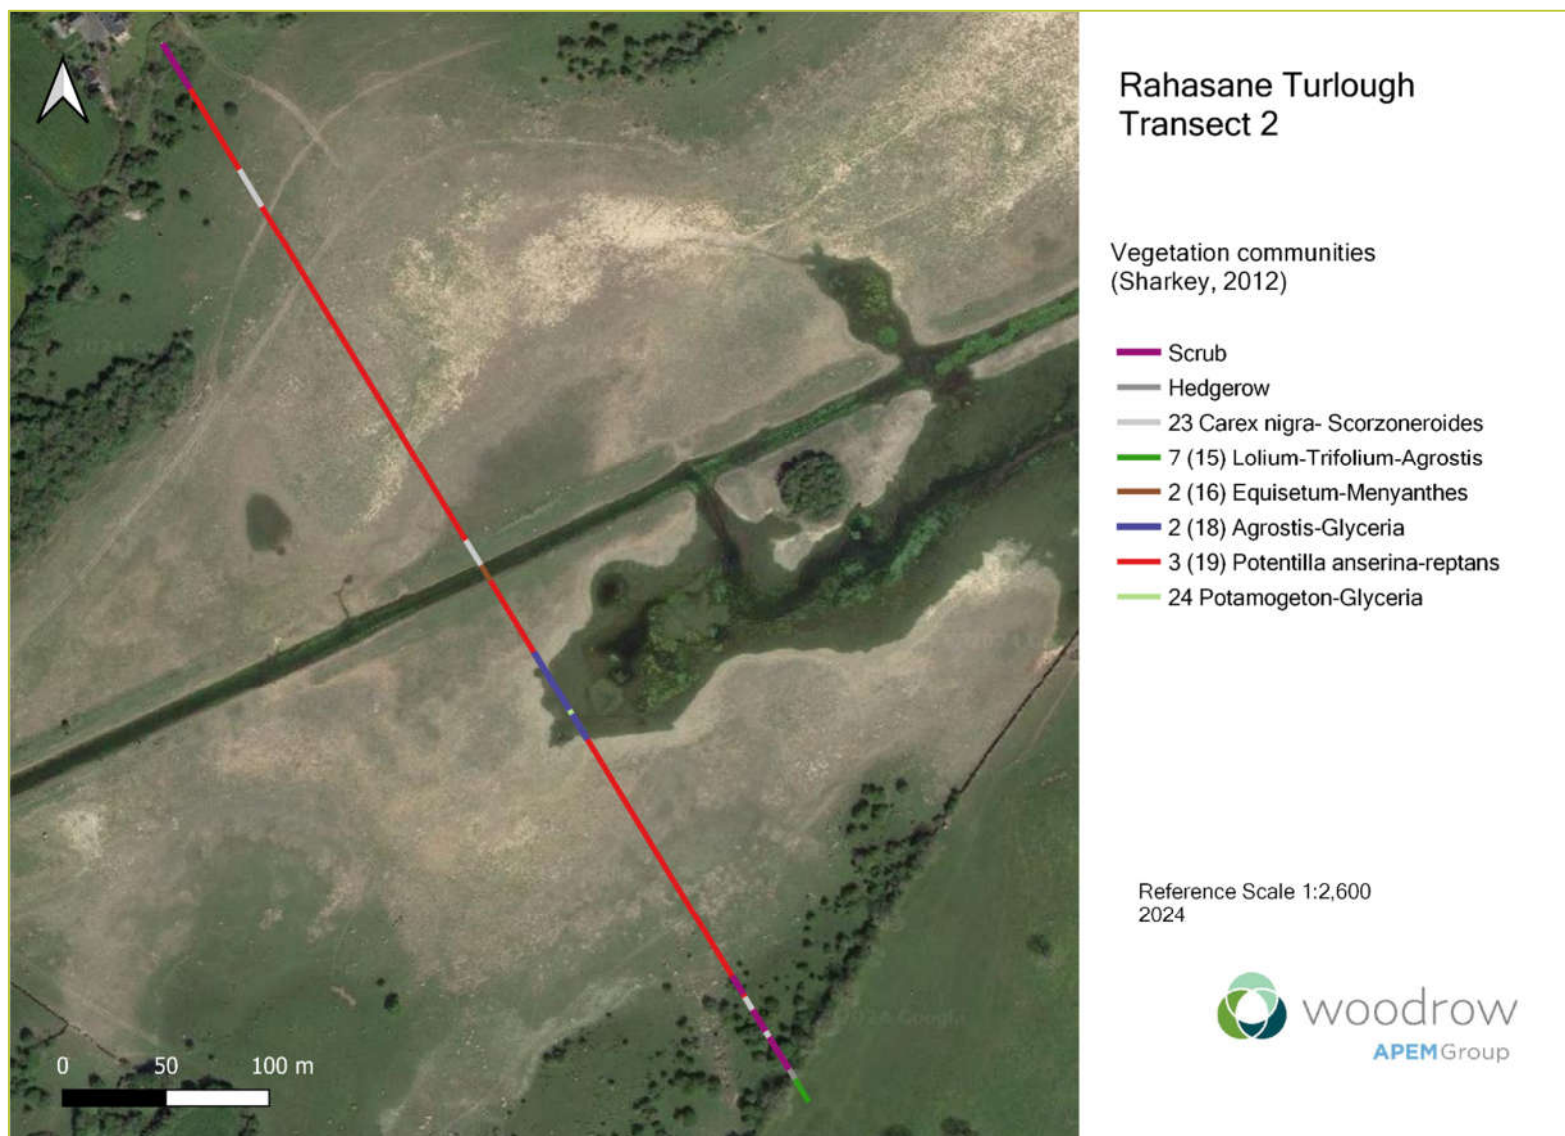 Rahasane Turlough
Transect 2
Vegetation communities
(Sharkey, 2012)
Scrub
Hedgerow
23 Carex nigra- Scorzoneroides
7 (15) Lolium-Trifolium-Agrostis
2 (16) Equisetum-Menyanthes
2 (18) Agrostis-Glyceria
3 (19) Potentilla anserina-reptans
24 Potamogeton-Glyceria
Reference Scale 1:2,600
2024
woodrow
APEM Group
0 50 100 m